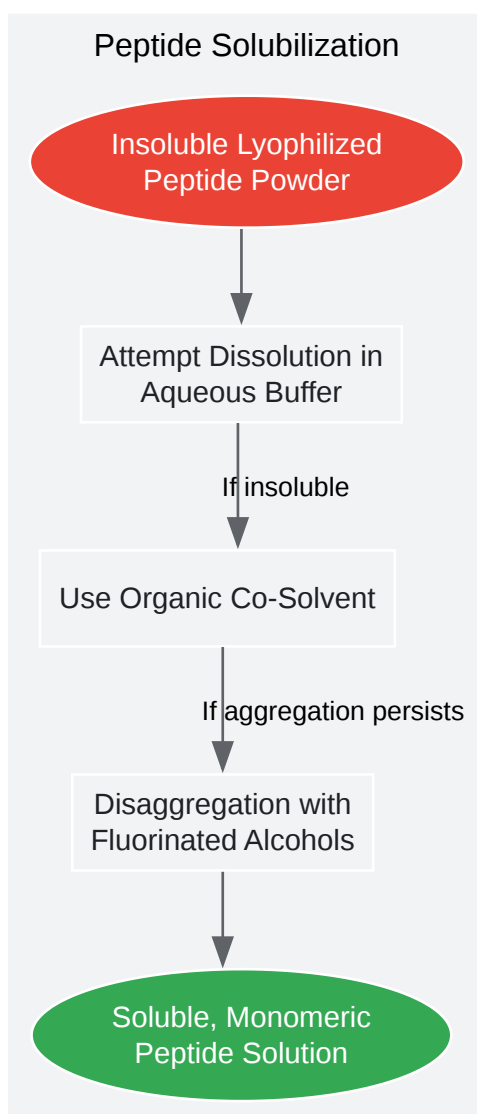 Peptide Solubilization
Insoluble Lyophilized
Peptide Powder
Attempt Dissolution in
Aqueous Buffer
If insoluble
Use Organic Co-Solvent
If aggregation persists
Disaggregation with
Fluorinated Alcohols
Soluble, Monomeric
Peptide Solution